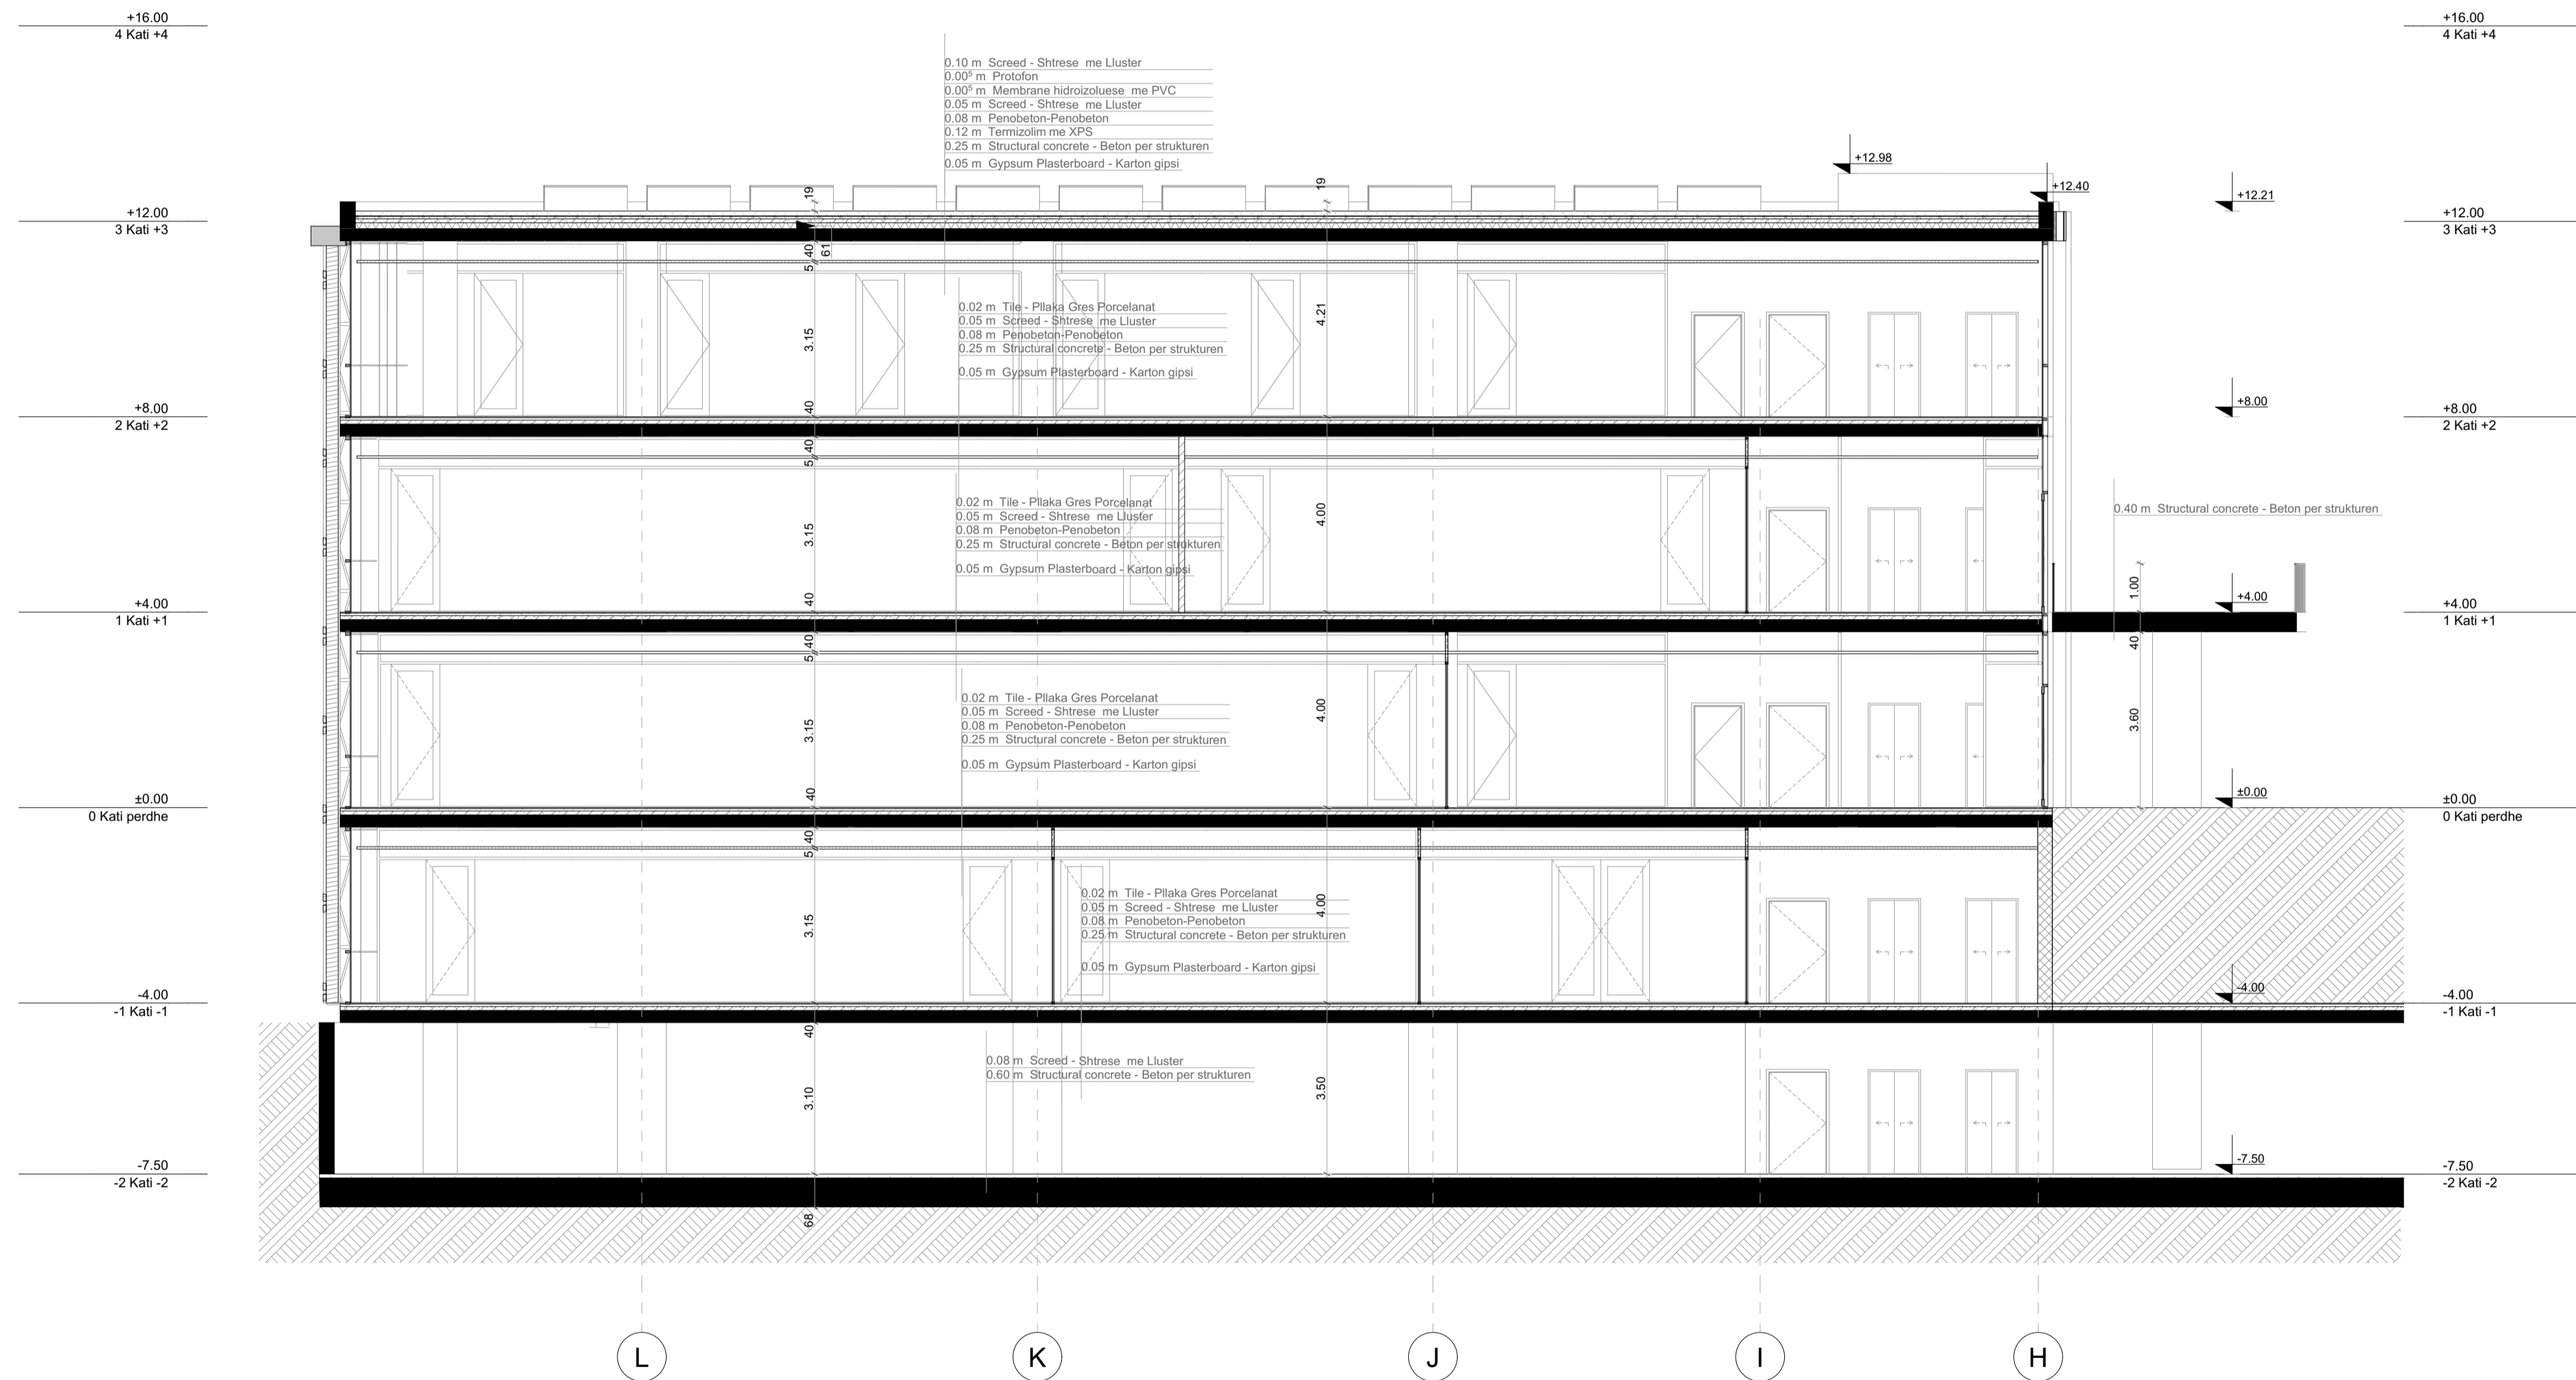 +16.00
4 Kati +4
+16.00
4 Kati +4
0.10 m Screed - Shtrese me Lluster
0.00⁵ m Protofon
0.00⁵ m Membrane hidroizoluese me PVC
0.05 m Screed - Shtrese me Lluster
0.08 m Penobeton-Penobeton
0.12 m Termizolim me XPS
0.25 m Structural concrete - Beton per strukturen
0.05 m Gypsum Plasterboard - Karton gipsi
+12.98
+12.40
+12.21
19
19
+12.00
3 Kati +3
+12.00
3 Kati +3
61
40
5
0.02 m Tile - Pllaka Gres Porcelanat
0.05 m Screed - Shtrese me Lluster
0.08 m Penobeton-Penobeton
0.25 m Structural concrete - Beton per strukturen
0.05 m Gypsum Plasterboard - Karton gipsi
3.15
4.21
40
+8.00
2 Kati +2
+8.00
+8.00
2 Kati +2
40
5
0.02 m Tile - Pllaka Gres Porcelanat
0.05 m Screed - Shtrese me Lluster
0.08 m Penobeton-Penobeton
0.25 m Structural concrete - Beton per strukturen
0.05 m Gypsum Plasterboard - Karton gipsi
3.15
4.00
0.40 m Structural concrete - Beton per strukturen
1.00
40
+4.00
1 Kati +1
+4.00
+4.00
1 Kati +1
40
5
40
0.02 m Tile - Pllaka Gres Porcelanat
0.05 m Screed - Shtrese me Lluster
0.08 m Penobeton-Penobeton
0.25 m Structural concrete - Beton per strukturen
0.05 m Gypsum Plasterboard - Karton gipsi
3.15
4.00
3.60
40
±0.00
0 Kati perdhe
±0.00
±0.00
0 Kati perdhe
40
5
0.02 m Tile - Pllaka Gres Porcelanat
0.05 m Screed - Shtrese me Lluster
0.08 m Penobeton-Penobeton
0.25 m Structural concrete - Beton per strukturen
0.05 m Gypsum Plasterboard - Karton gipsi
3.15
4.00
-4.00
-1 Kati -1
-4.00
-4.00
-1 Kati -1
40
0.08 m Screed - Shtrese me Lluster
0.60 m Structural concrete - Beton per strukturen
3.10
3.50
-7.50
-2 Kati -2
-7.50
-7.50
-2 Kati -2
68
L
K
J
I
H